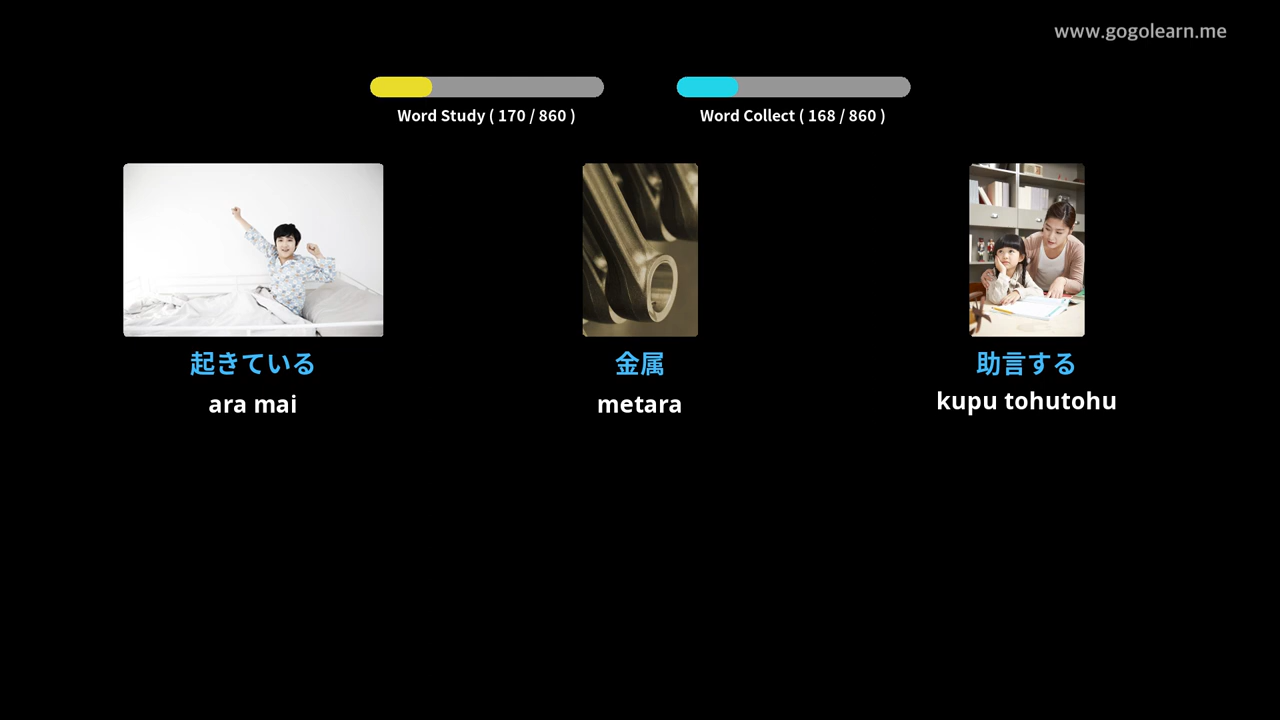 www.gogolearn.me
Word Study ( 170 / 860 )
Word Collect ( 168 / 860 )
起きている
金属
助言する
ara mai
metara
kupu tohutohu